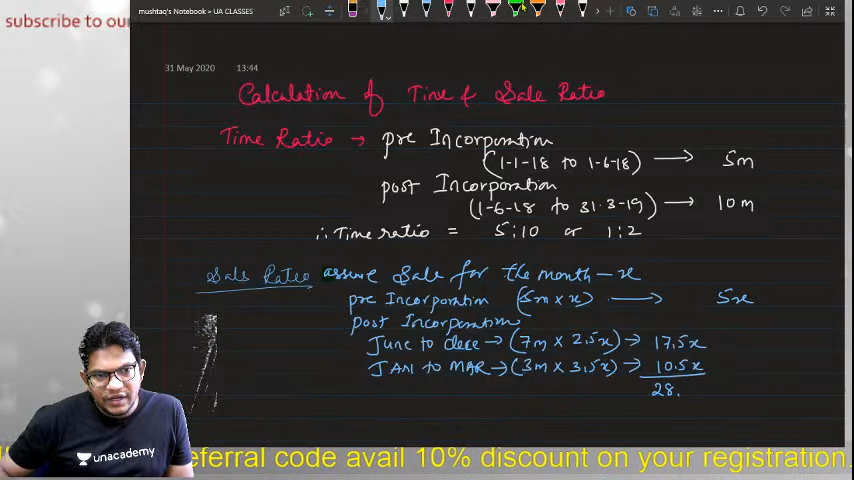 subscribe to our
mushtaq's Notebook » UA CLASSES
31 May 2020 13:44
Calculation of Time & Sale Ratio
Time Ratio → pre Incorporation
(1-1-18 to 1-6-18) → 5m
post Incorporation
(1-6-18 to 31.3-19) → 10m
∴ Time ratio = 5:10 or 1:2
Sals Ratio assure Sale for the month - x
pre Incorporation (5m x x) → 5x
post Incorporation
June to dece → (7m x 2.5x) → 17.5x
JAN to MAR → (3m x 3.5x) → 10.5x
28.
unacademy
eferral code avail 10% discount on your registration.